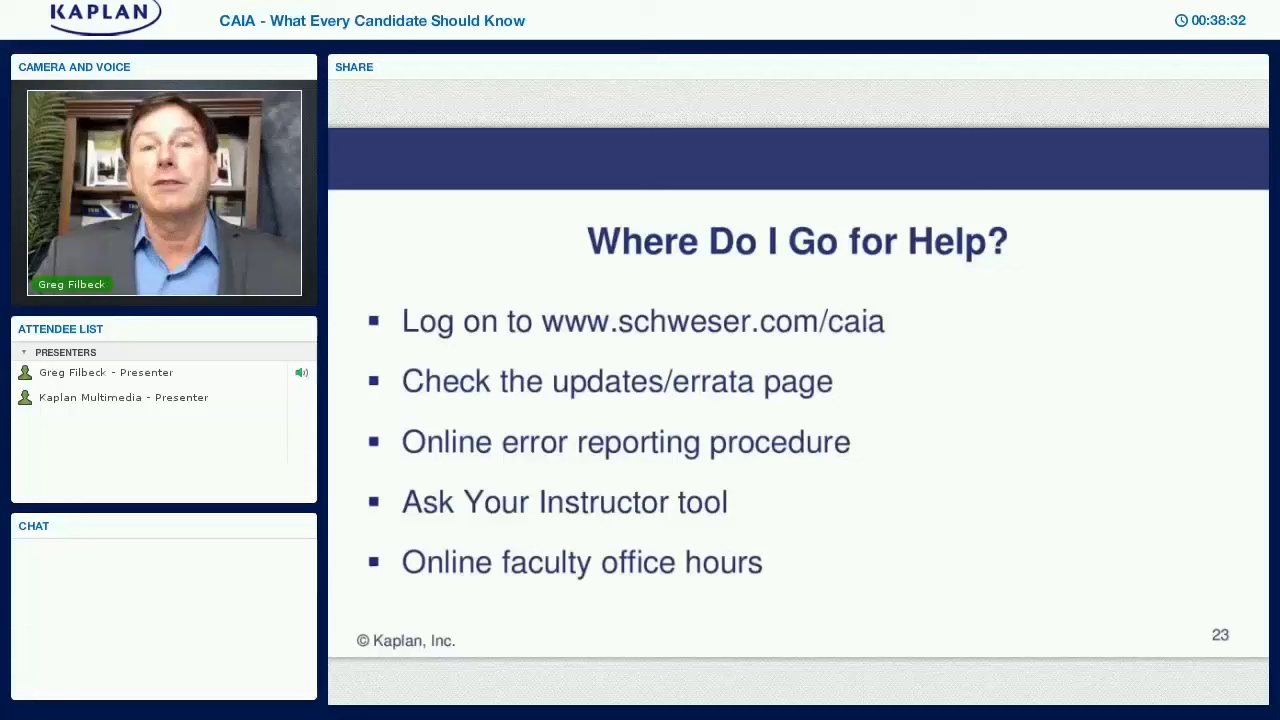 KAPLAN
CAIA - What Every Candidate Should Know
00:38:32
CAMERA AND VOICE
Greg Filbeck
ATTENDEE LIST
PRESENTERS
Greg Filbeck - Presenter
Kaplan Multimedia - Presenter
CHAT
SHARE
Where Do I Go for Help?
▪ Log on to www.schweser.com/caia
▪ Check the updates/errata page
▪ Online error reporting procedure
▪ Ask Your Instructor tool
▪ Online faculty office hours
© Kaplan, Inc.
23